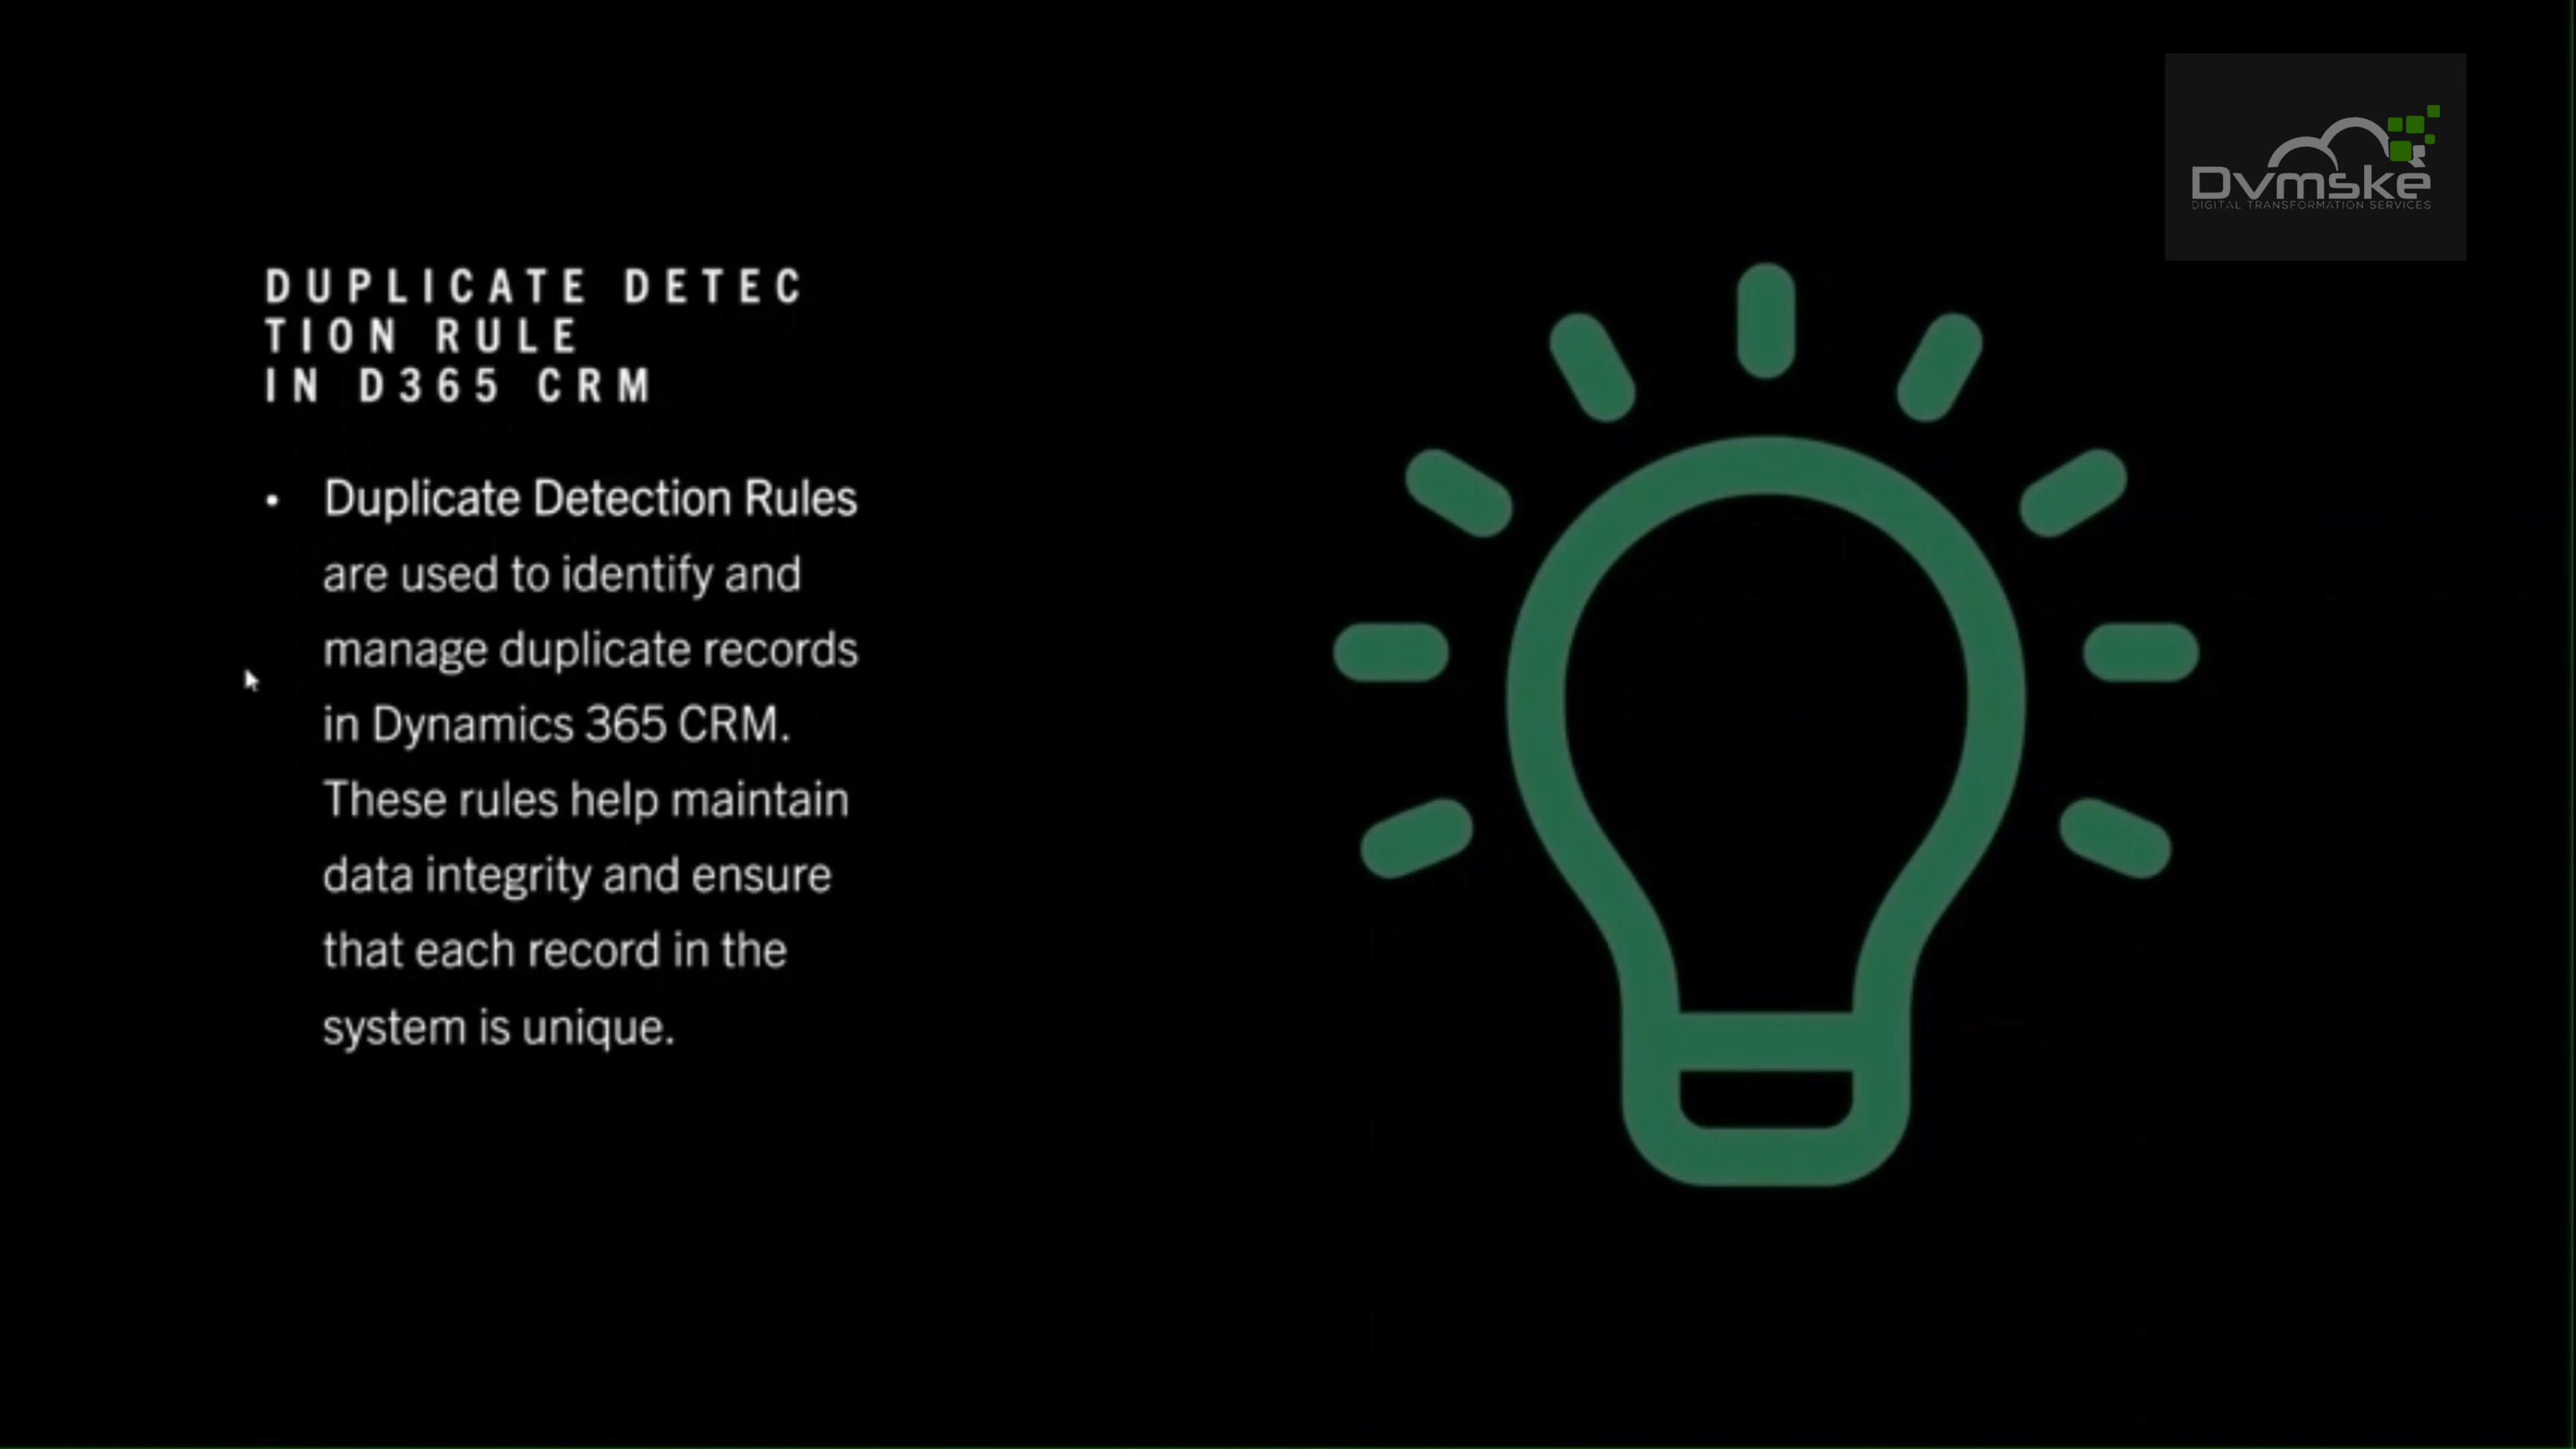 Dvmske
DIGITAL TRANSFORMATION SERVICES
DUPLICATE DETEC
TION RULE
IN D365 CRM
• Duplicate Detection Rules
are used to identify and
manage duplicate records
in Dynamics 365 CRM.
These rules help maintain
data integrity and ensure
that each record in the
system is unique.